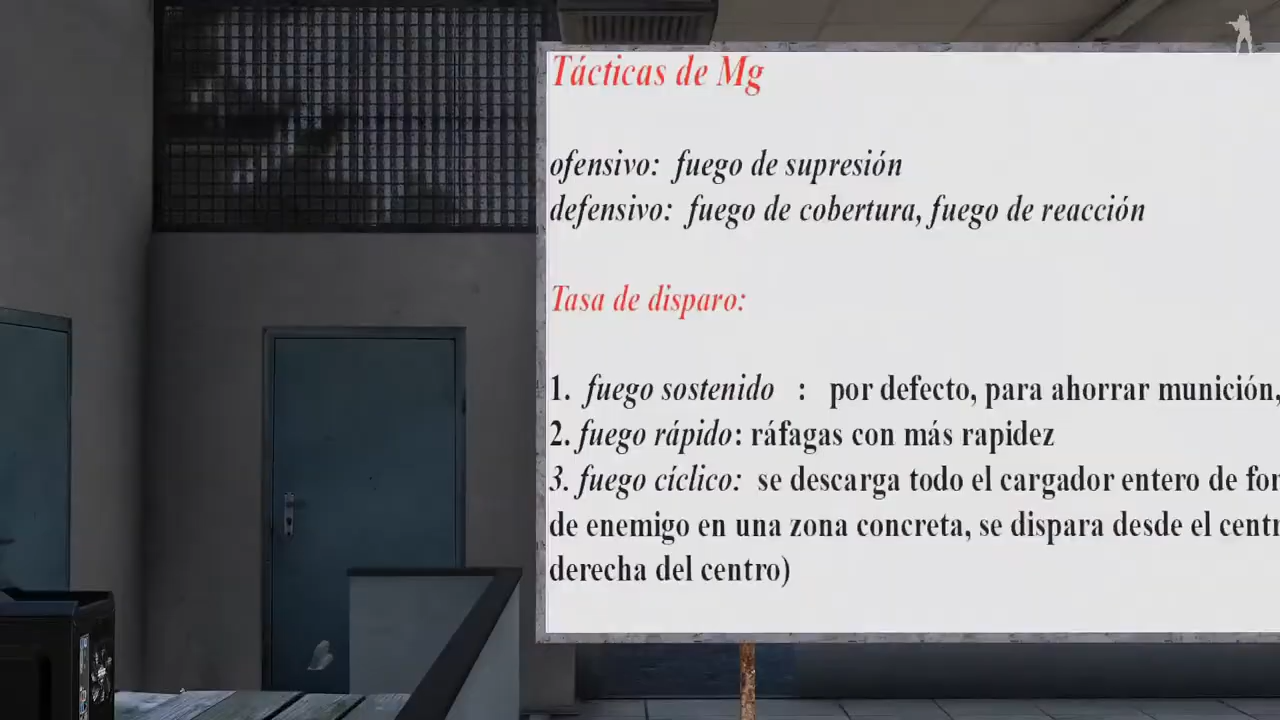 Tácticas de Mg
ofensivo: fuego de supresión
defensivo: fuego de cobertura, fuego de reacción
Tasa de disparo:
1. fuego sostenido : por defecto, para ahorrar munición,
2. fuego rápido: ráfagas con más rapidez
3. fuego cíclico: se descarga todo el cargador entero de
de enemigo en una zona concreta, se dispara desde el
derecha del centro)